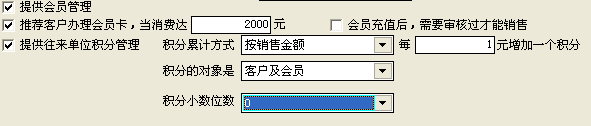 提供会员管理
推荐客户办理会员卡，当消费达 2000 元 会员充值后，需要审核过才能销售
提供往来单位积分管理 积分累计方式 按销售金额 每 1 元增加一个积分
积分的对象是 客户及会员
积分小数位数 0